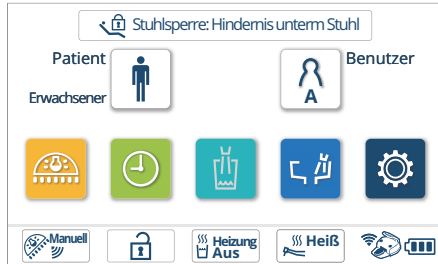 Stuhlsperre: Hindernis unterm Stuhl
Patient
Benutzer
Erwachsener
A
Manuell
Heizung
Aus
Heiß